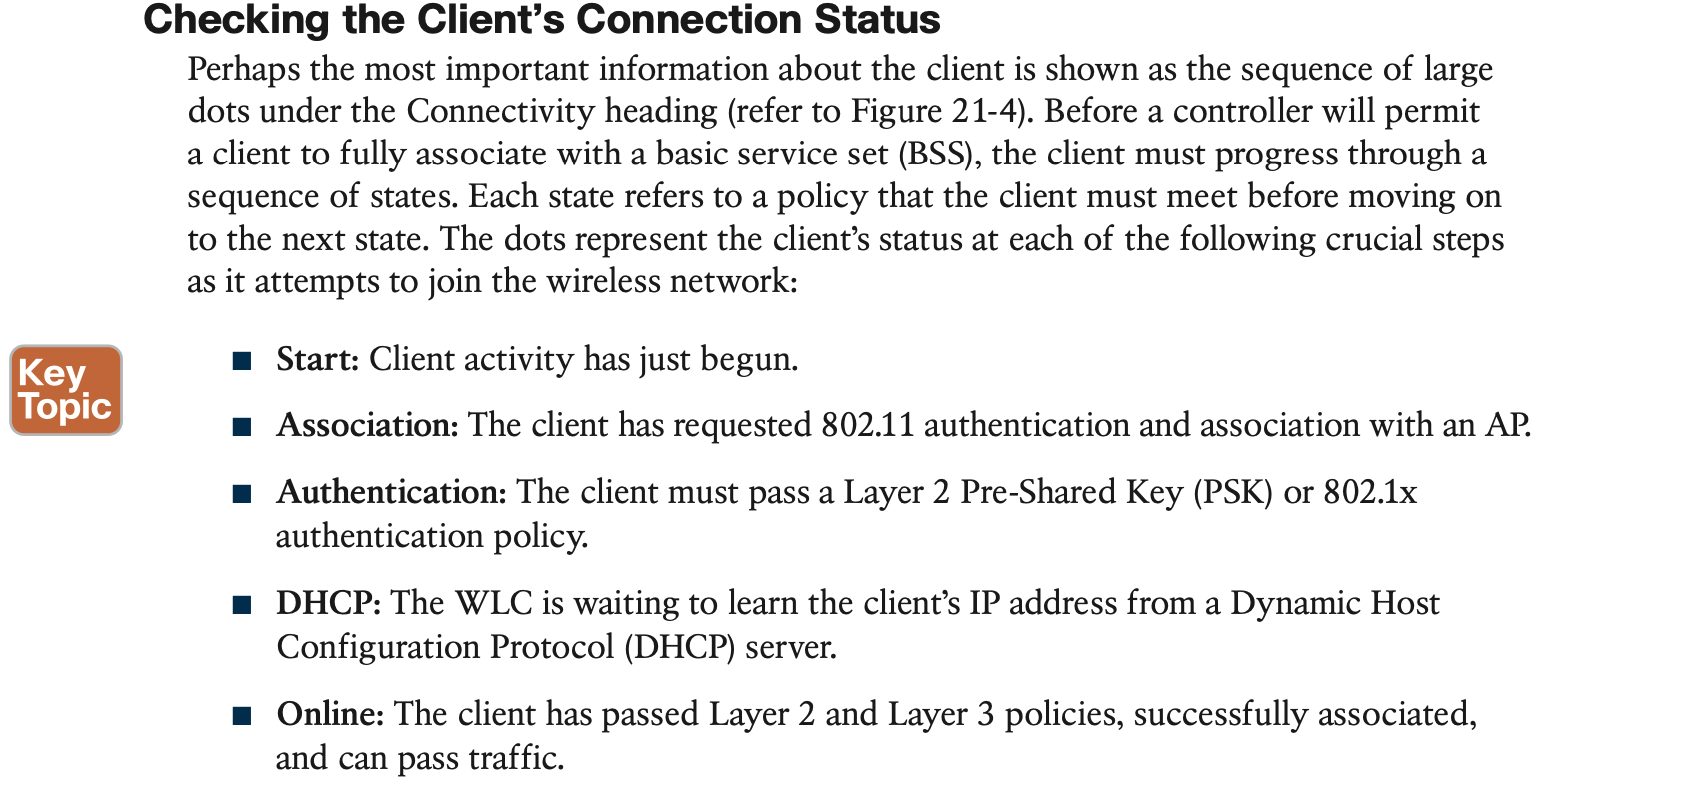 Checking the Client’s Connection Status
Perhaps the most important information about the client is shown as the sequence of large
dots under the Connectivity heading (refer to Figure 21-4). Before a controller will permit
a client to fully associate with a basic service set (BSS), the client must progress through a
sequence of states. Each state refers to a policy that the client must meet before moving on
to the next state. The dots represent the client’s status at each of the following crucial steps
as it attempts to join the wireless network:
Key
Topic
■ Start: Client activity has just begun.
■ Association: The client has requested 802.11 authentication and association with an AP.
■ Authentication: The client must pass a Layer 2 Pre-Shared Key (PSK) or 802.1x
authentication policy.
■ DHCP: The WLC is waiting to learn the client’s IP address from a Dynamic Host
Configuration Protocol (DHCP) server.
■ Online: The client has passed Layer 2 and Layer 3 policies, successfully associated,
and can pass traffic.